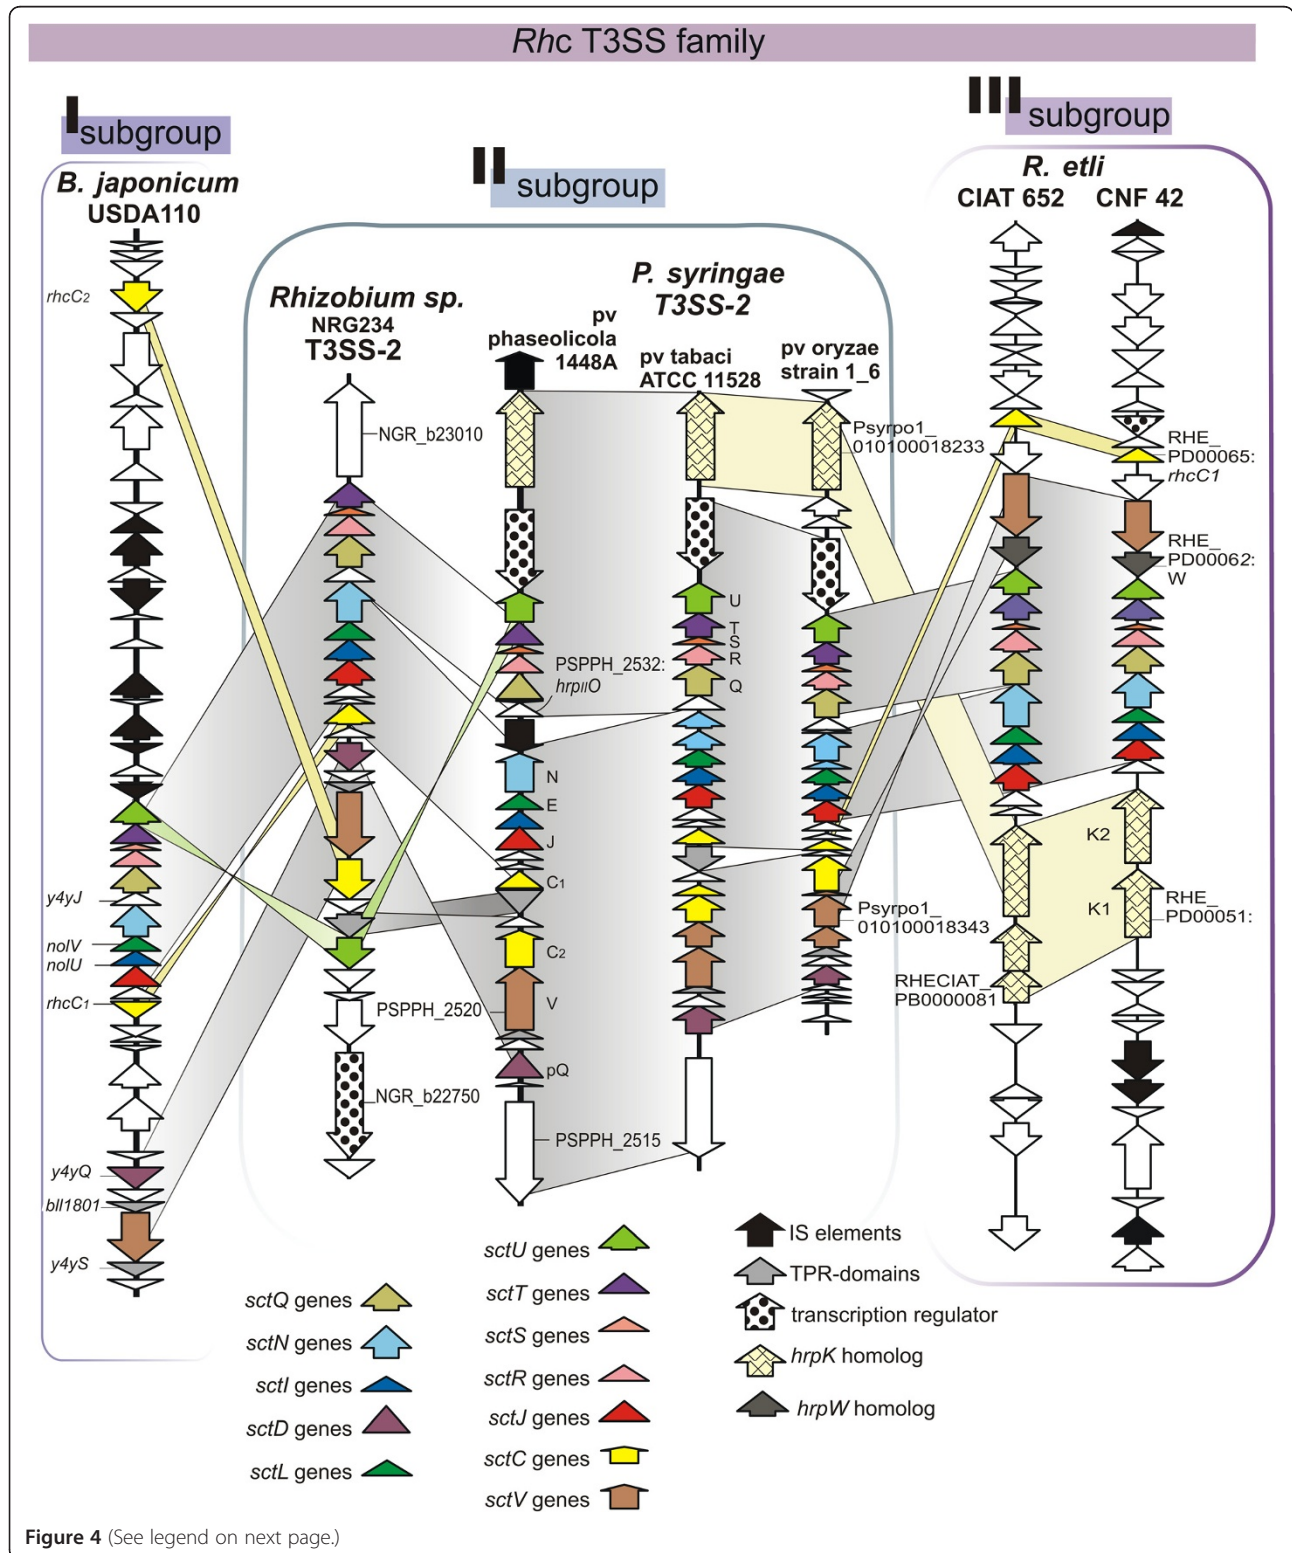 Rhc T3SS family
I subgroup
II subgroup
III subgroup
B. japonicum
USDA110
Rhizobium sp.
NRG234
T3SS-2
P. syringae
T3SS-2
pv
phaseolicola
1448A
pv tabaci
ATCC 11528
pv oryzae
strain 1_6
R. etli
CIAT 652
CNF 42
rhcC2
y4yJ
nolV
nolU
rhcC1
y4yQ
bll1801
y4yS
NGR_b23010
NGR_b22750
PSPPH_2532:
hrpIIO
N
E
J
C1
C2
V
pQ
PSPPH_2520
PSPPH_2515
U
T
S
R
Q
Psyrpo1_
010100018233
Psyrpo1_
010100018343
RHECIAT_
PB0000081
RHE_
PD00065:
rhcC1
RHE_
PD00062:
W
K2
K1
RHE_
PD00051:
sctQ genes
sctN genes
sctI genes
sctD genes
sctL genes
sctU genes
sctT genes
sctS genes
sctR genes
sctJ genes
sctC genes
sctV genes
IS elements
TPR-domains
transcription regulator
hrpK homolog
hrpW homolog
Figure 4 (See legend on next page.)